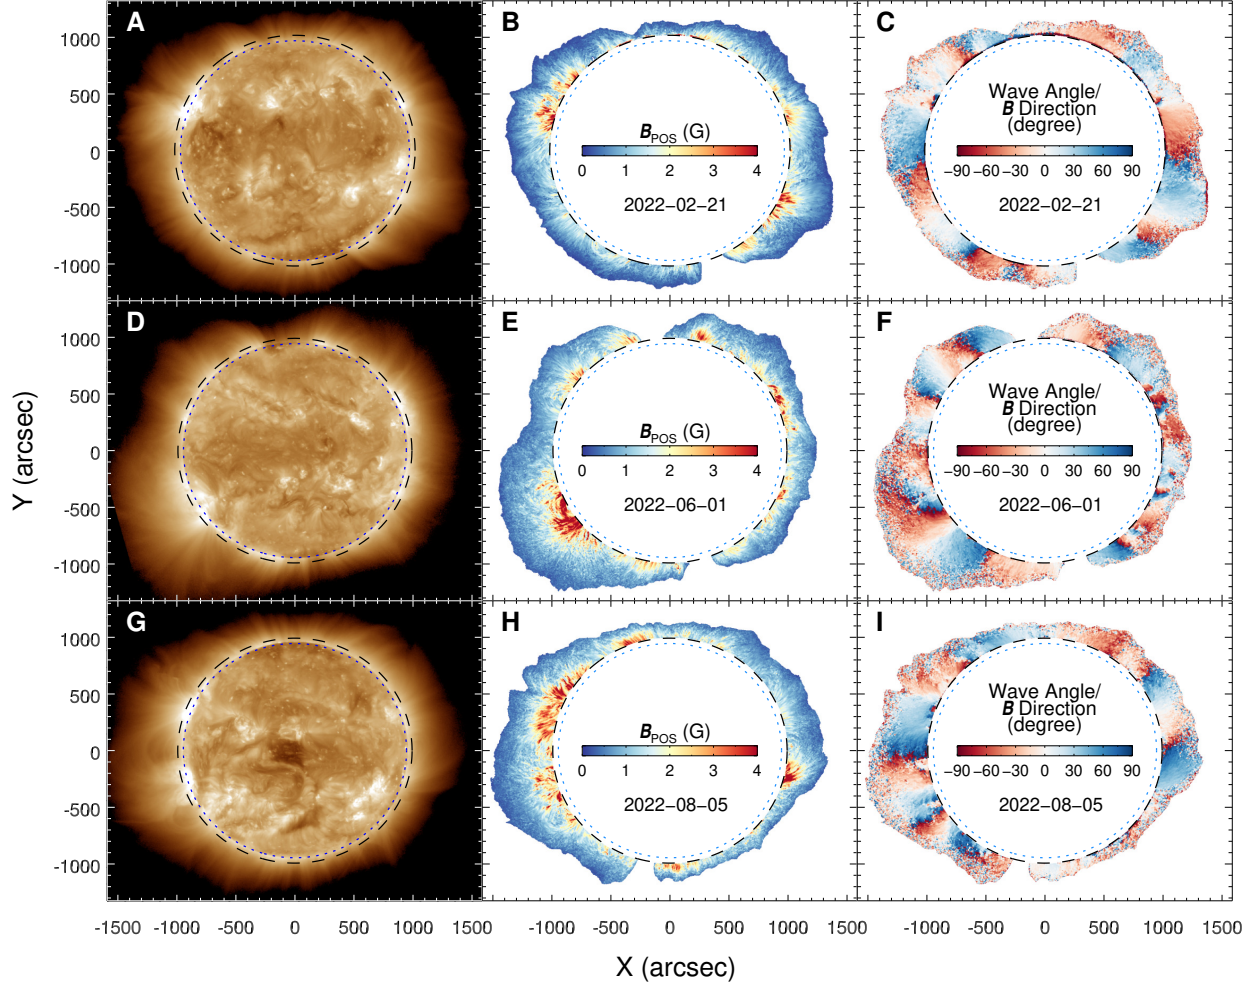 A
B
C
1000
500
0
-500
-1000
B_POS (G)
0 1 2 3 4
2022-02-21
Wave Angle/
B Direction
(degree)
-90 -60 -30 0 30 60 90
2022-02-21
D
E
F
1000
500
0
-500
-1000
B_POS (G)
0 1 2 3 4
2022-06-01
Wave Angle/
B Direction
(degree)
-90 -60 -30 0 30 60 90
2022-06-01
G
H
I
1000
500
0
-500
-1000
B_POS (G)
0 1 2 3 4
2022-08-05
Wave Angle/
B Direction
(degree)
-90 -60 -30 0 30 60 90
2022-08-05
-1500 -1000 -500 0 500 1000 1500
-1000 -500 0 500 1000 1500
-1000 -500 0 500 1000 1500
X (arcsec)
Y (arcsec)